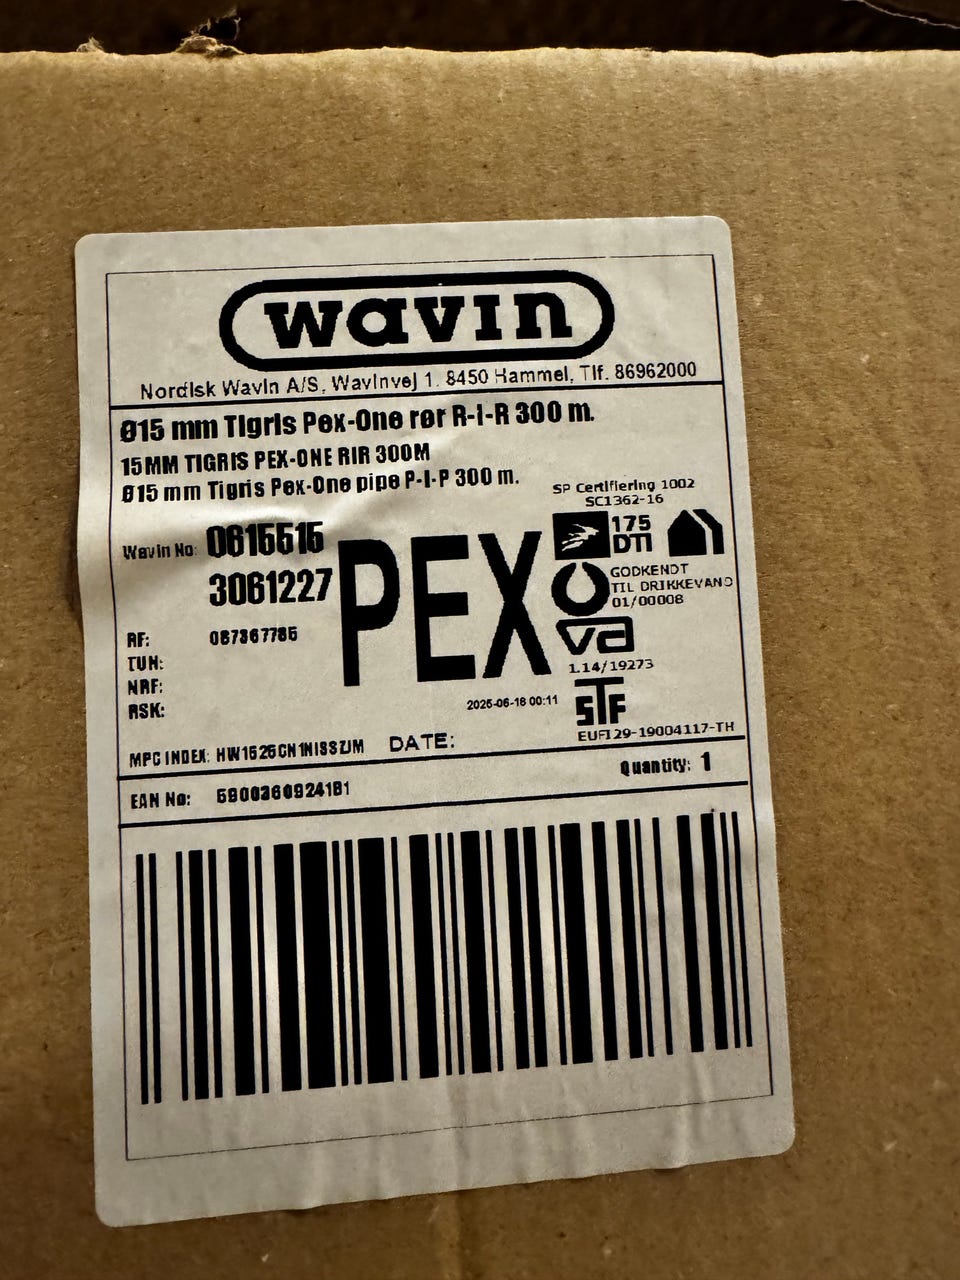 wavin
Nordisk Wavin A/S, Wavinvej 1. 8450 Hammel, Tlf. 86962000
Ø15 mm Tigris Pex-One rør R-I-R 300 m.
15MM TIGRIS PEX-ONE RIR 300M
Ø15 mm Tigris Pex-One pipe P-I-P 300 m.
SP Certifiering 1002
SC1362-16
Wavin No: 0615515
3061227
PEX
175
DTI
GODKENDT
TIL DRIKKEVAND
01/00008
va
1.14/19273
RF: 087367785
TUN:
NRF:
RSK:
2025-06-18 00:11
STF
EUFI29-19004117-TH
MPC INDEX: DATE:
Quantity: 1
EAN No: